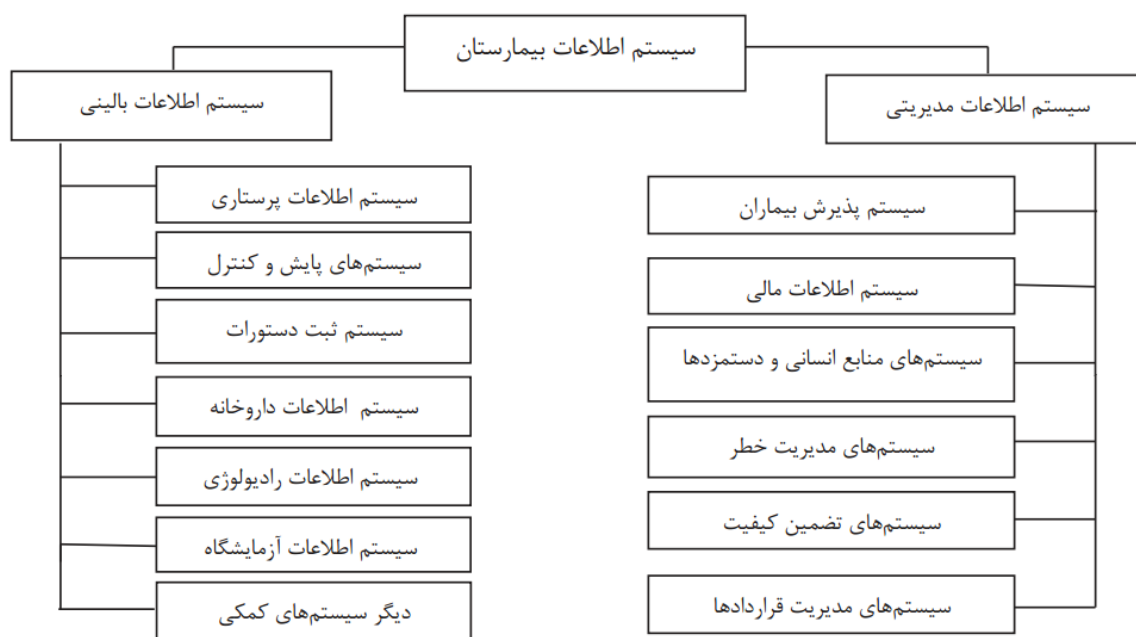 سیستم اطلاعات بیمارستان
سیستم اطلاعات مدیریتی
سیستم پذیرش بیماران
سیستم اطلاعات مالی
سیستم‌های منابع انسانی و دستمزدها
سیستم‌های مدیریت خطر
سیستم‌های تضمین کیفیت
سیستم‌های مدیریت قراردادها
سیستم اطلاعات بالینی
سیستم اطلاعات پرستاری
سیستم‌های پایش و کنترل
سیستم ثبت دستورات
سیستم اطلاعات داروخانه
سیستم اطلاعات رادیولوژی
سیستم اطلاعات آزمایشگاه
دیگر سیستم‌های کمکی